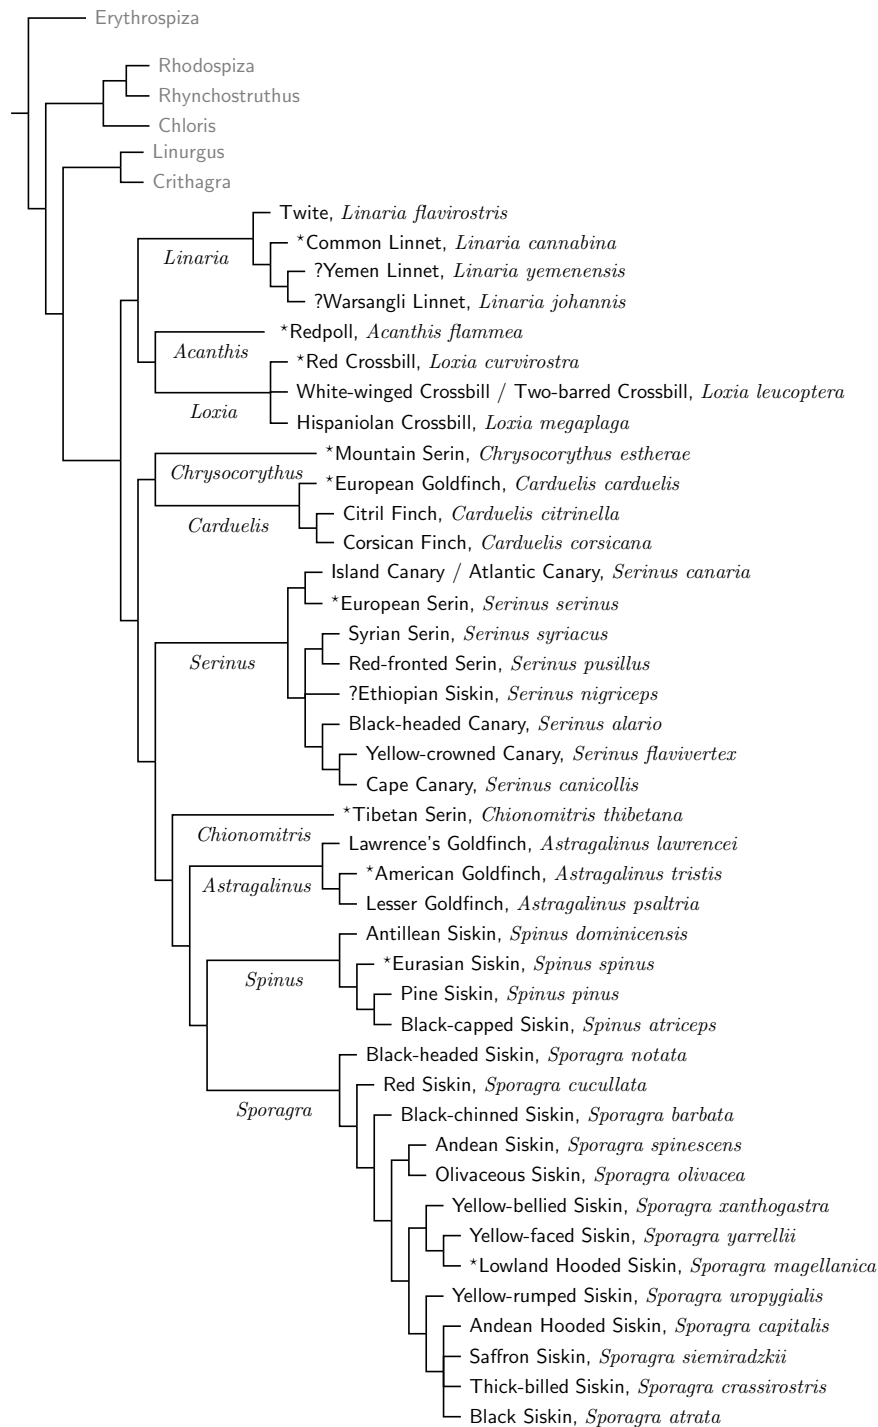 Erythrospiza
Rhodospiza
Rhynchostruthus
Chloris
Linurgus
Crithagra
Twite, Linaria flavirostris
*Common Linnet, Linaria cannabina
Linaria
?Yemen Linnet, Linaria yemenensis
?Warsangli Linnet, Linaria johannis
*Redpoll, Acanthis flammea
Acanthis
*Red Crossbill, Loxia curvirostra
White-winged Crossbill / Two-barred Crossbill, Loxia leucoptera
Loxia
Hispaniolan Crossbill, Loxia megaplaga
*Mountain Serin, Chrysocorythus estherae
Chrysocorythus
*European Goldfinch, Carduelis carduelis
Citril Finch, Carduelis citrinella
Carduelis
Corsican Finch, Carduelis corsicana
Island Canary / Atlantic Canary, Serinus canaria
*European Serin, Serinus serinus
Syrian Serin, Serinus syriacus
Serinus
Red-fronted Serin, Serinus pusillus
?Ethiopian Siskin, Serinus nigriceps
Black-headed Canary, Serinus alario
Yellow-crowned Canary, Serinus flavivertex
Cape Canary, Serinus canicollis
*Tibetan Serin, Chionomitris thibetana
Chionomitris
Lawrence's Goldfinch, Astragalinus lawrencei
*American Goldfinch, Astragalinus tristis
Astragalinus
Lesser Goldfinch, Astragalinus psaltria
Antillean Siskin, Spinus dominicensis
*Eurasian Siskin, Spinus spinus
Spinus
Pine Siskin, Spinus pinus
Black-capped Siskin, Spinus atriceps
Black-headed Siskin, Sporagra notata
Red Siskin, Sporagra cucullata
Sporagra
Black-chinned Siskin, Sporagra barbata
Andean Siskin, Sporagra spinescens
Olivaceous Siskin, Sporagra olivacea
Yellow-bellied Siskin, Sporagra xanthogastra
Yellow-faced Siskin, Sporagra yarrellii
*Lowland Hooded Siskin, Sporagra magellanica
Yellow-rumped Siskin, Sporagra uropygialis
Andean Hooded Siskin, Sporagra capitalis
Saffron Siskin, Sporagra siemiradzkii
Thick-billed Siskin, Sporagra crassirostris
Black Siskin, Sporagra atrata